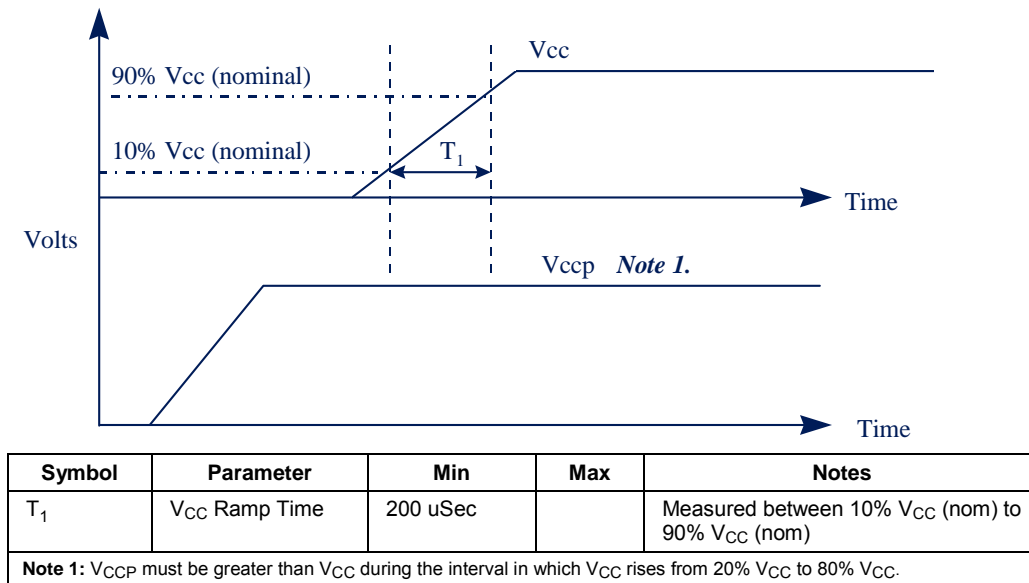 Vcc
90% Vcc (nominal)
10% Vcc (nominal)
T1
Time
Volts
Vccp Note 1.
Time
Symbol Parameter Min Max Notes
T1 VCC Ramp Time 200 uSec Measured between 10% VCC (nom) to
90% VCC (nom)
Note 1: VCCP must be greater than VCC during the interval in which VCC rises from 20% VCC to 80% VCC.